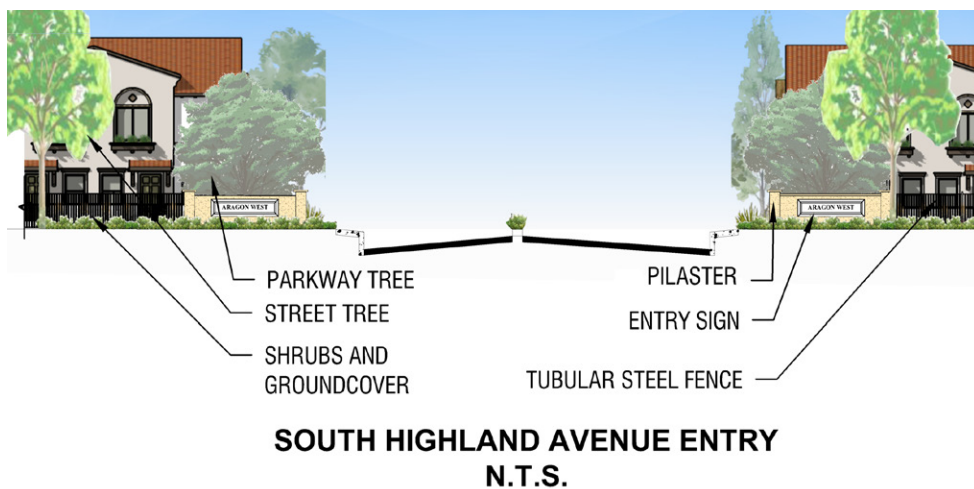 ARAGON WEST
ARAGON WEST
PARKWAY TREE
STREET TREE
SHRUBS AND
GROUNDCOVER
PILASTER
ENTRY SIGN
TUBULAR STEEL FENCE
SOUTH HIGHLAND AVENUE ENTRY
N.T.S.